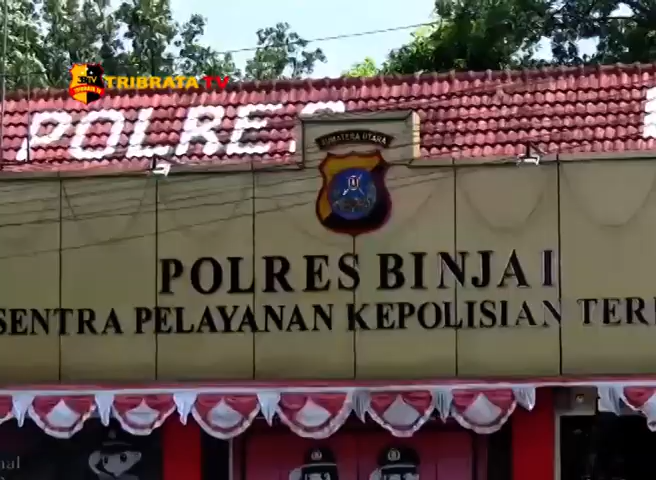 TRIBRATA TV
POLRES
SUMATERA UTARA
POLRES BINJAI
SENTRA PELAYANAN KEPOLISIAN TER